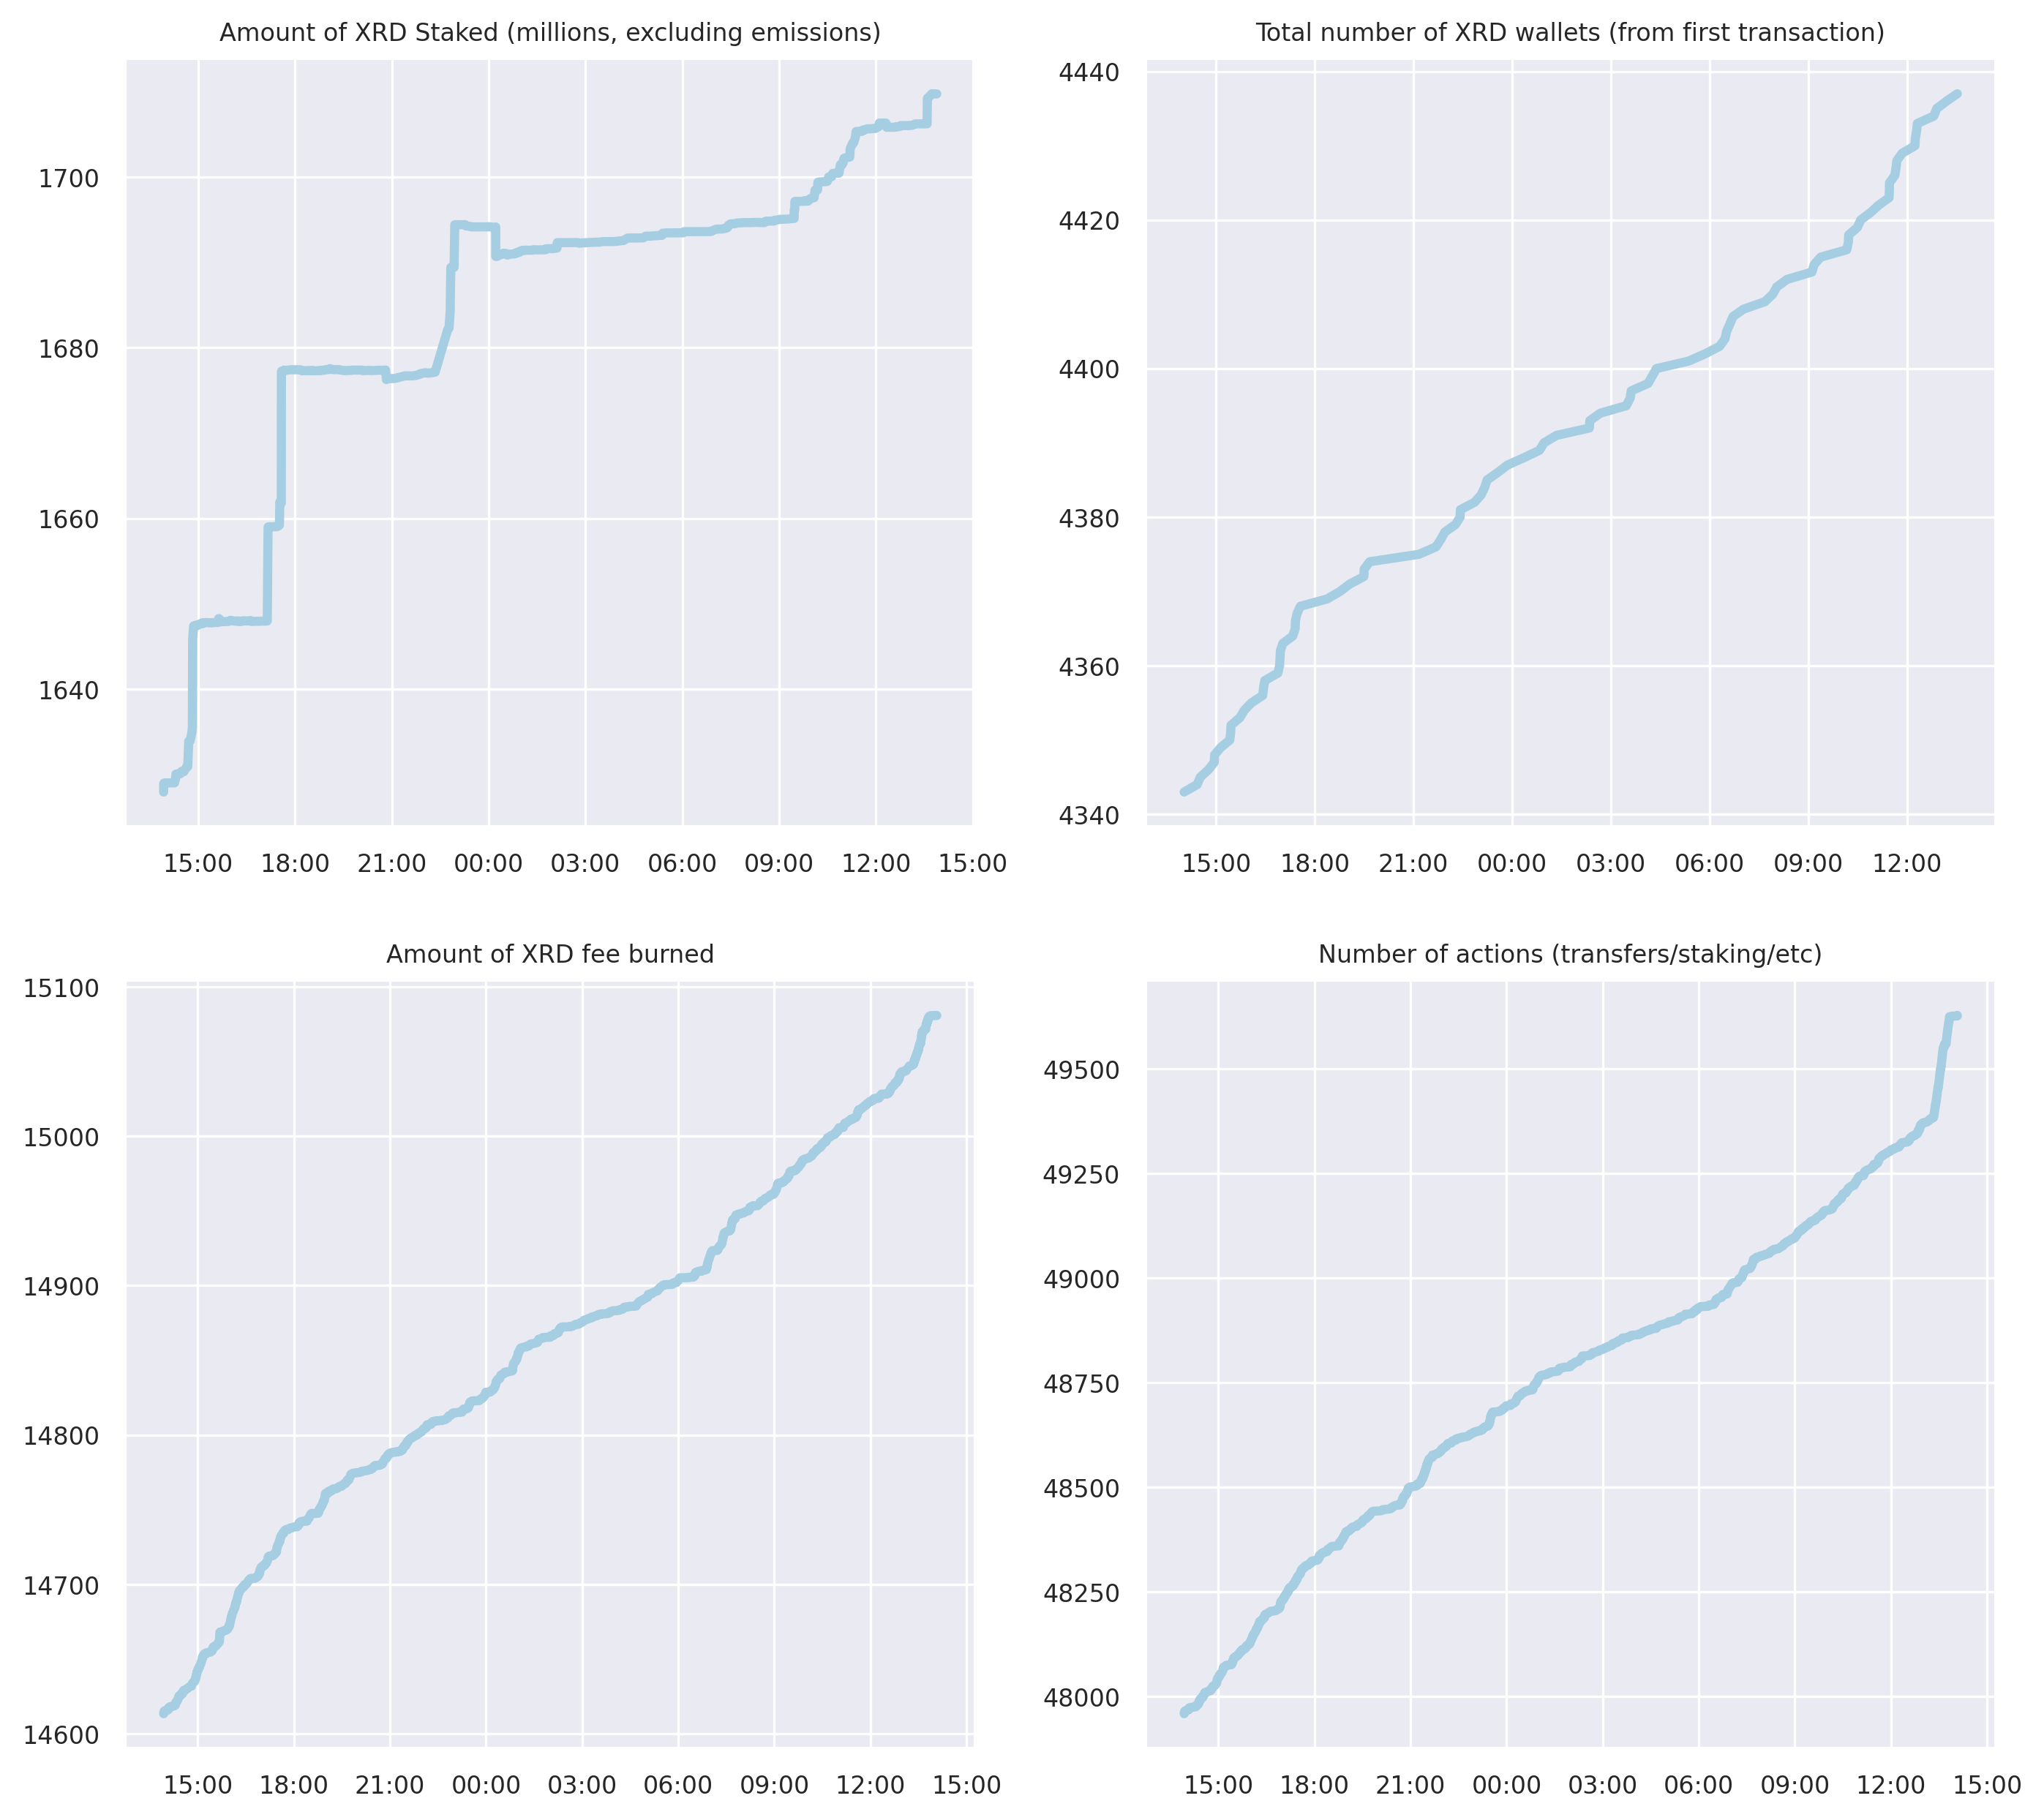 Amount of XRD Staked (millions, excluding emissions)
1700
1680
1660
1640
15:00 18:00 21:00 00:00 03:00 06:00 09:00 12:00 15:00
Total number of XRD wallets (from first transaction)
4440
4420
4400
4380
4360
4340
15:00 18:00 21:00 00:00 03:00 06:00 09:00 12:00
Amount of XRD fee burned
15100
15000
14900
14800
14700
14600
15:00 18:00 21:00 00:00 03:00 06:00 09:00 12:00 15:00
Number of actions (transfers/staking/etc)
49500
49250
49000
48750
48500
48250
48000
15:00 18:00 21:00 00:00 03:00 06:00 09:00 12:00 15:00